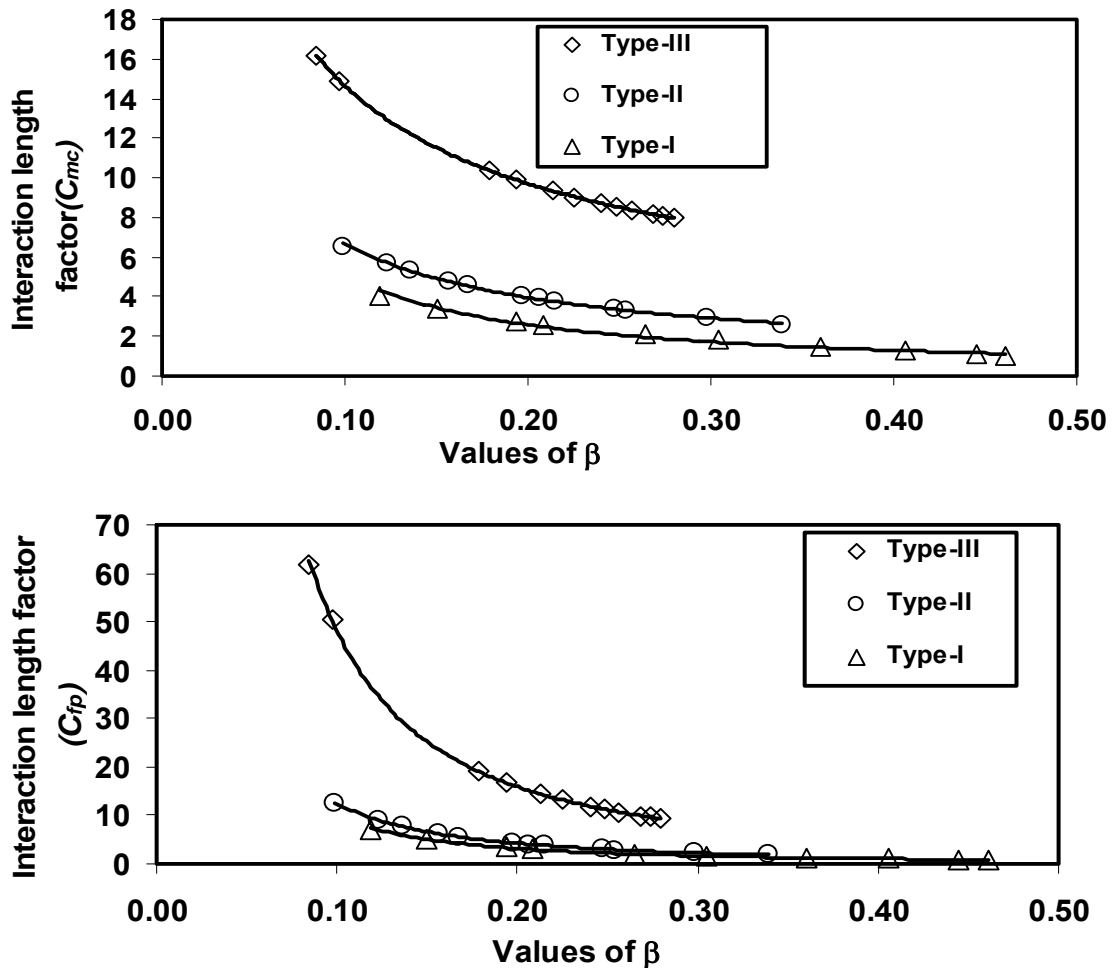 18
16
14
12
10
8
6
4
2
0
Interaction length
factor(Cmc)
Type-III
Type-II
Type-I
0.00 0.10 0.20 0.30 0.40 0.50
Values of β
70
60
50
40
30
20
10
0
Interaction length factor
(Cfp)
Type-III
Type-II
Type-I
0.00 0.10 0.20 0.30 0.40 0.50
Values of β